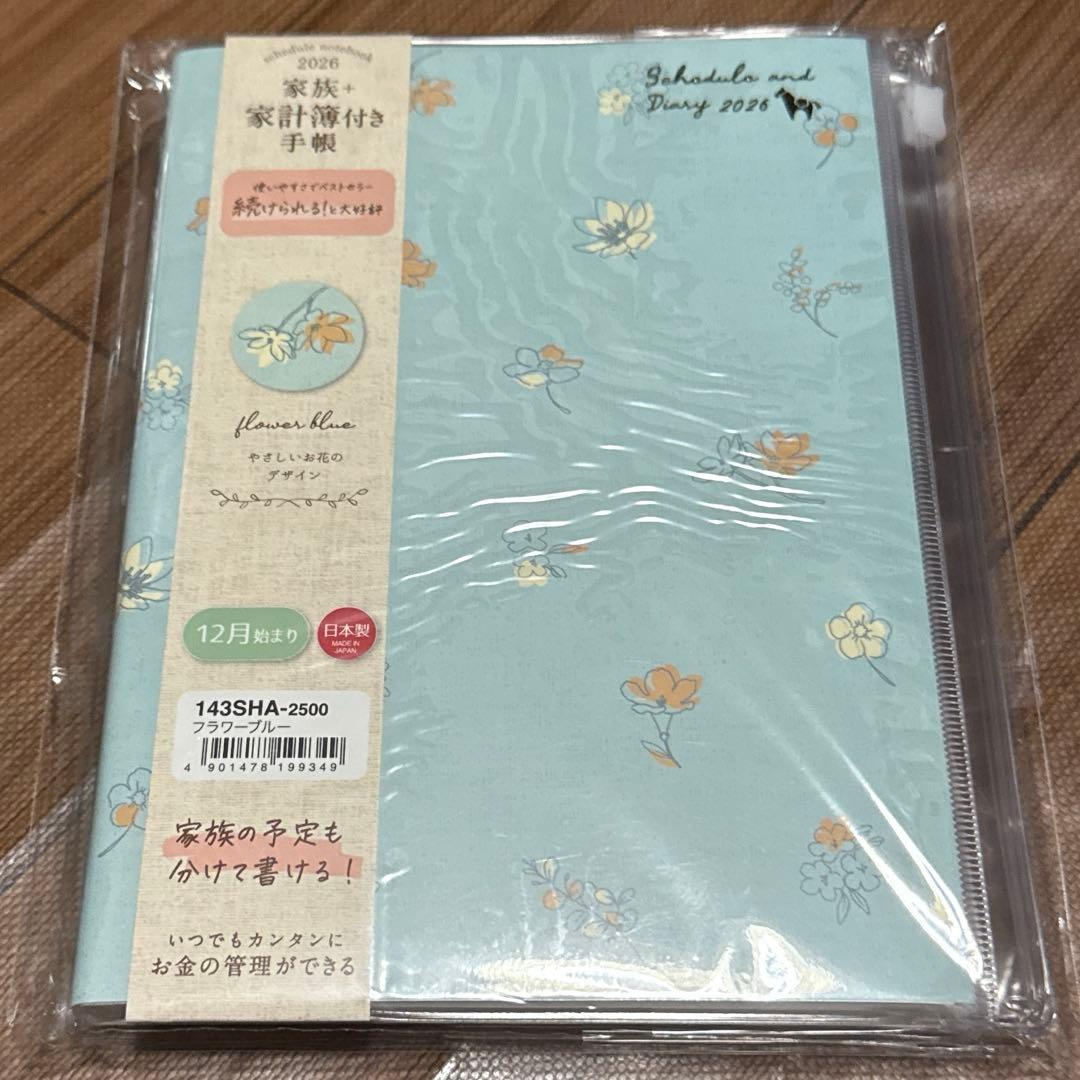 schedule notebook
2026
家族+
家計簿付き
手帳
使いやすさでベストセラー
続けられる!と大好評
flower blue
やさしいお花の
デザイン
12月始まり
日本製
MADE IN
JAPAN
143SHA-2500
フラワーブルー
4 901478 199349
家族の予定も
分けて書ける!
いつでもカンタンに
お金の管理ができる
Schedule and
Diary 2026